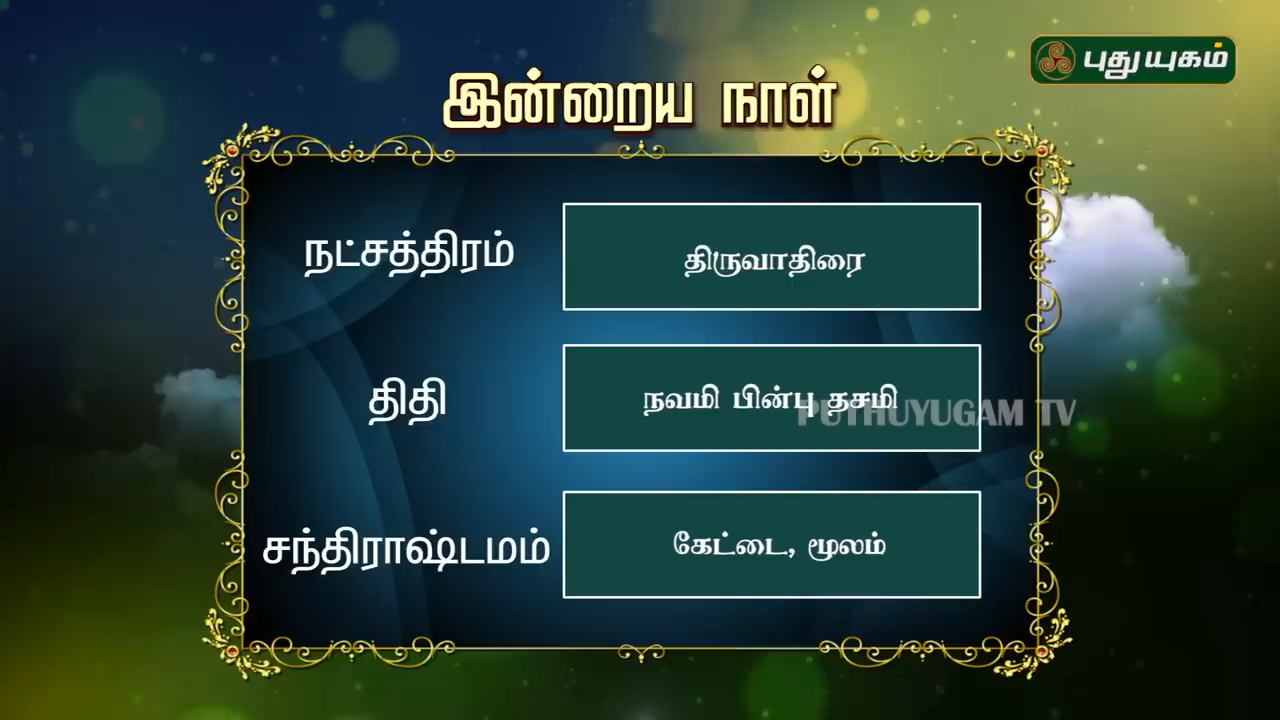 புதுயுகம்
இன்றைய நாள்
நட்சத்திரம்
திருவாதிரை
திதி
நவமி பின்பு தசமி
PUTHUYUGAM TV
சந்திராஷ்டமம்
கேட்டை, மூலம்